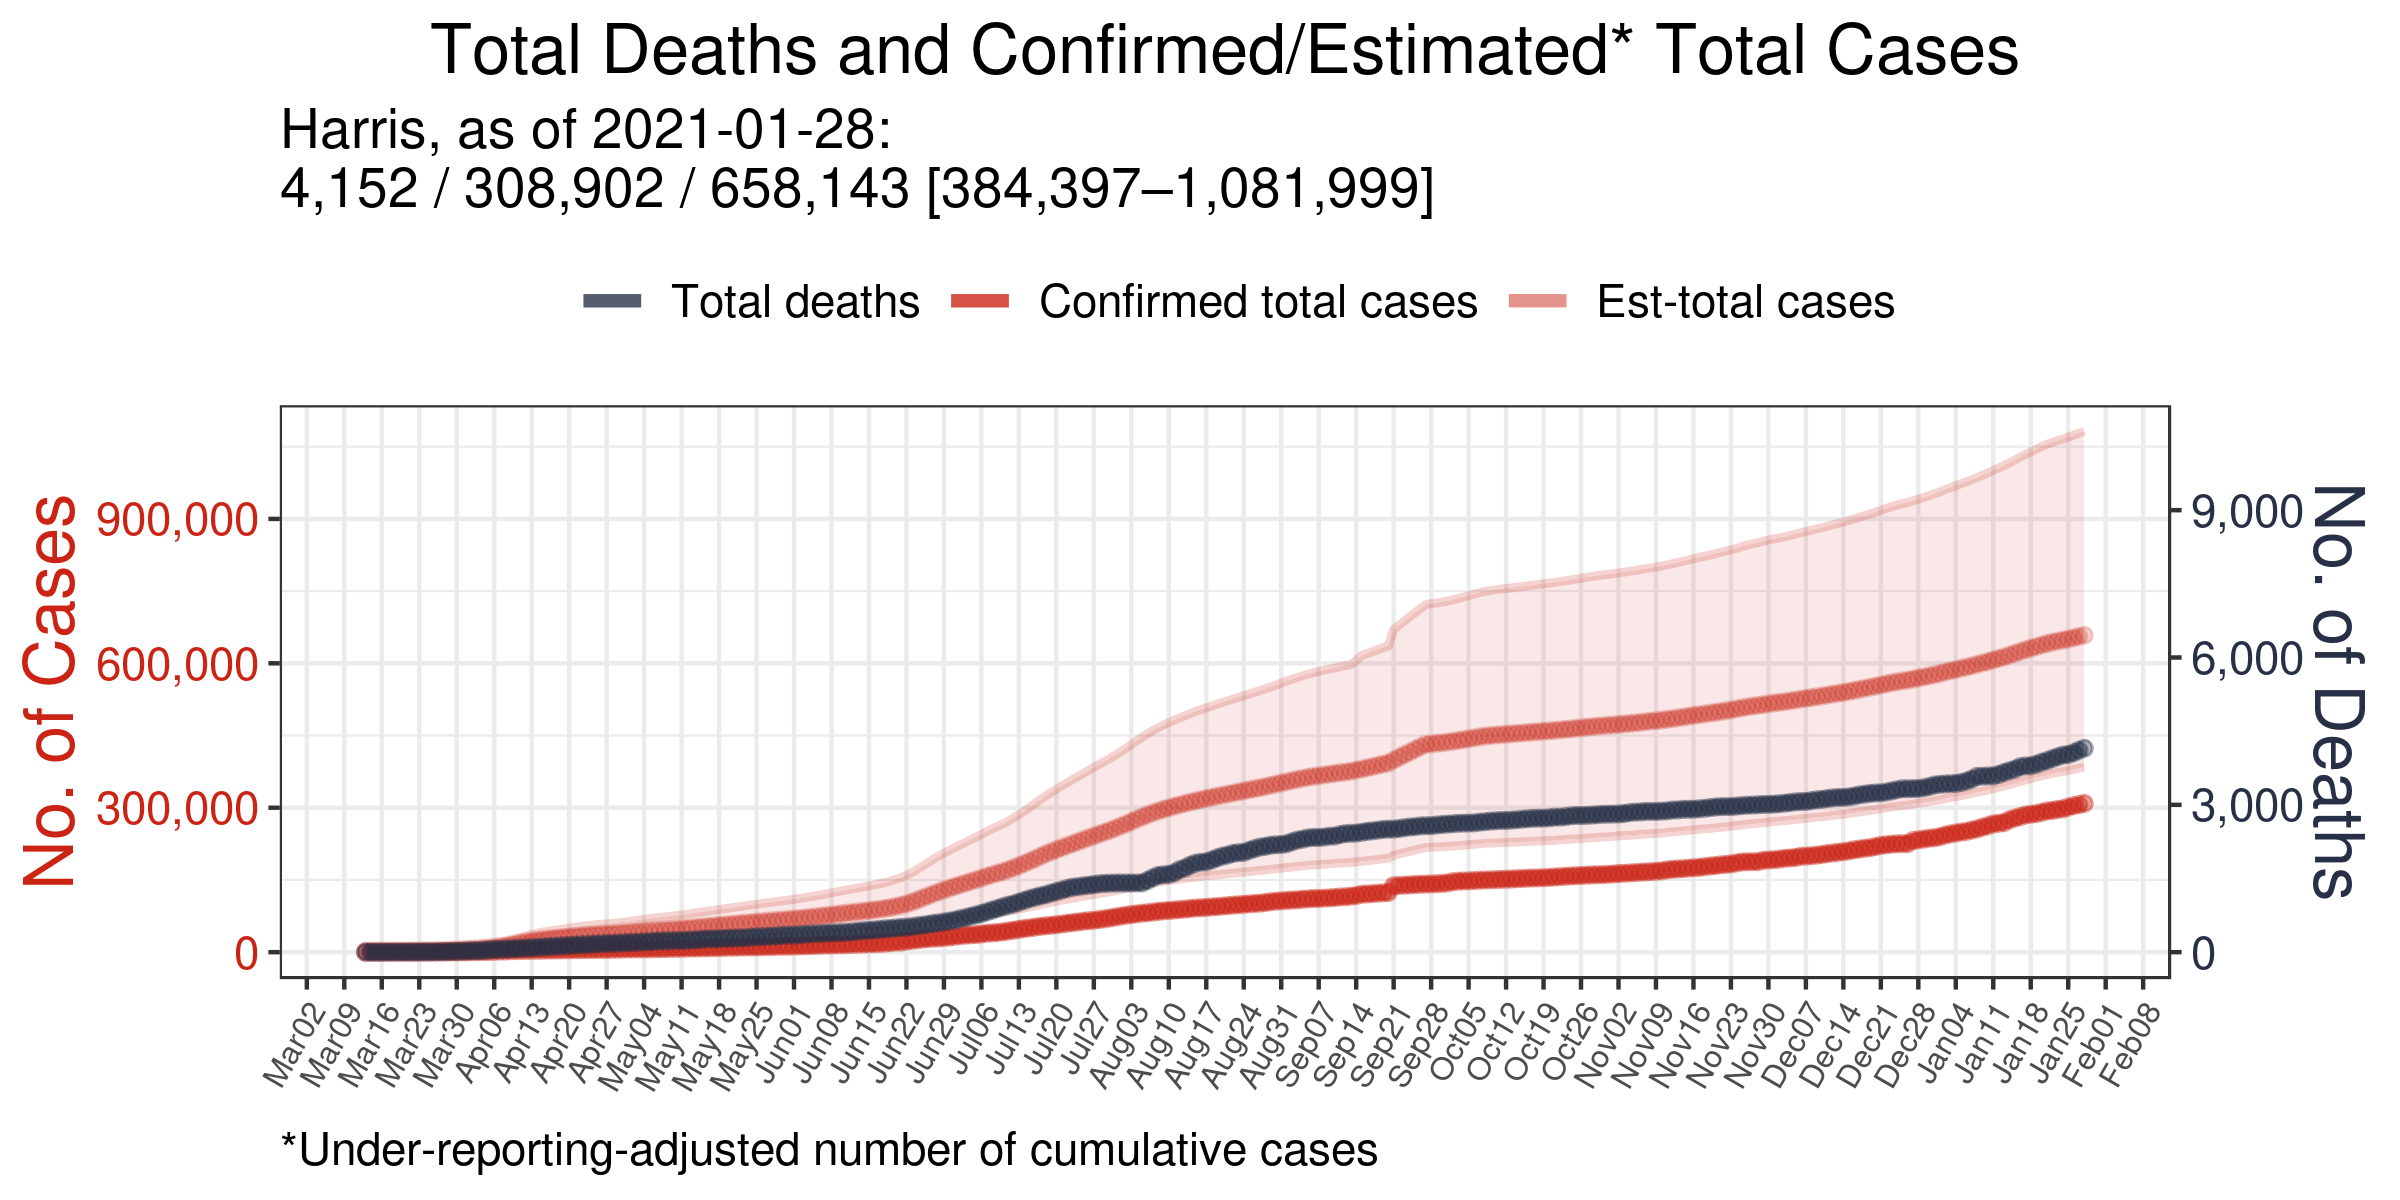 Total Deaths and Confirmed/Estimated* Total Cases
Harris, as of 2021-01-28:
4,152 / 308,902 / 658,143 [384,397–1,081,999]
Total deaths
Confirmed total cases
Est-total cases
No. of Cases
900,000
600,000
300,000
0
9,000
6,000
3,000
0
No. of Deaths
Mar02
Mar09
Mar16
Mar23
Mar30
Apr06
Apr13
Apr20
Apr27
May04
May11
May18
May25
Jun01
Jun08
Jun15
Jun22
Jun29
Jul06
Jul13
Jul20
Jul27
Aug03
Aug10
Aug17
Aug24
Aug31
Sep07
Sep14
Sep21
Sep28
Oct05
Oct12
Oct19
Oct26
Nov02
Nov09
Nov16
Nov23
Nov30
Dec07
Dec14
Dec21
Dec28
Jan04
Jan11
Jan18
Jan25
Feb01
Feb08
*Under-reporting-adjusted number of cumulative cases